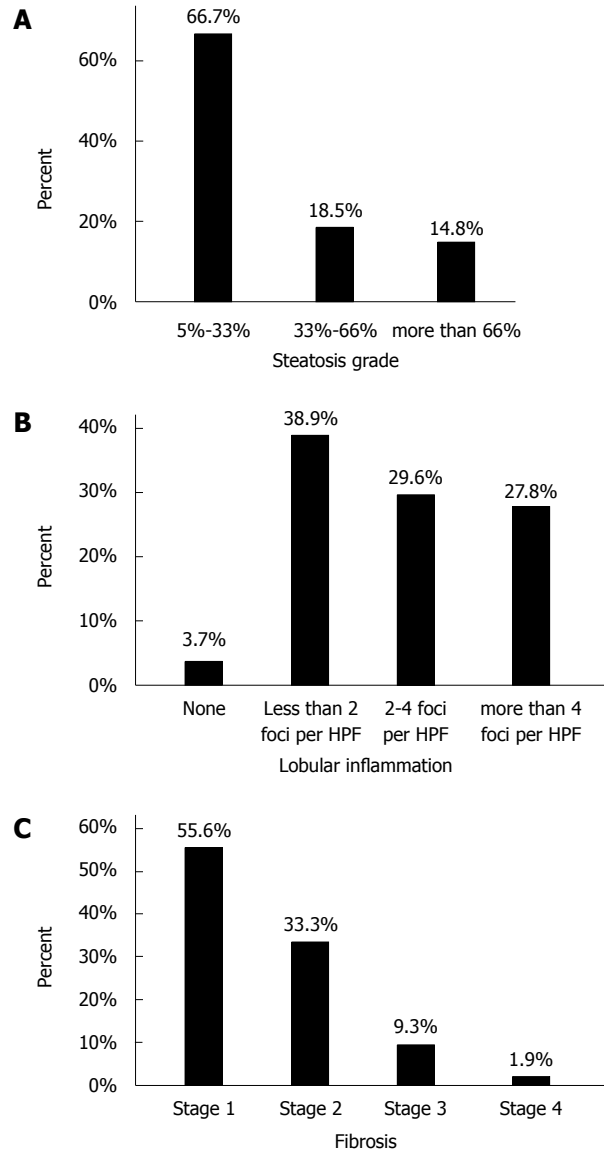 A
66.7%
60%
40%
18.5%
20%
14.8%
0%
Percent
5%-33% 33%-66% more than 66%
Steatosis grade
B
40%
38.9%
30%
29.6%
27.8%
20%
10%
3.7%
0%
Percent
None Less than 2 2-4 foci more than 4
foci per HPF per HPF foci per HPF
Lobular inflammation
C
60%
55.6%
50%
40%
33.3%
30%
20%
10%
9.3%
1.9%
0%
Percent
Stage 1 Stage 2 Stage 3 Stage 4
Fibrosis